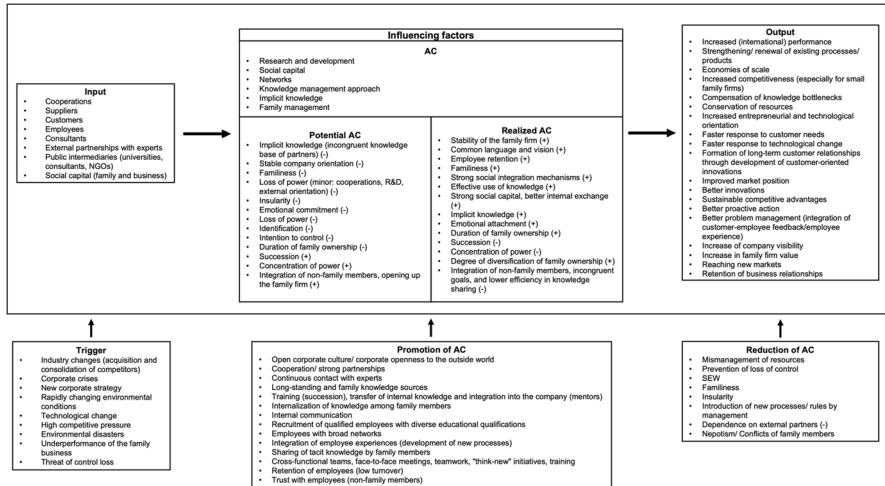 Input
• Cooperations
• Suppliers
• Customers
• Employees
• Consultants
• External partnerships with experts
• Public intermediaries (universities,
consultants, NGOs)
• Social capital (family and business)
Influencing factors
AC
• Research and development
• Social capital
• Networks
• Knowledge management approach
• Implicit knowledge
• Family management
Potential AC
• Implicit knowledge (incongruent knowledge
base of partners) (-)
• Stable company orientation (-)
• Familiness (-)
• Loss of power (minor: cooperations, R&D,
external orientation) (-)
• Insularity (-)
• Emotional commitment (-)
• Loss of power (-)
• Identification (-)
• Intention to control (-)
• Duration of family ownership (-)
• Succession (+)
• Concentration of power (+)
• Integration of non-family members, opening up
the family firm (+)
Realized AC
• Stability of the family firm (+)
• Common language and vision (+)
• Employee retention (+)
• Familiness (+)
• Strong social integration mechanisms (+)
• Effective use of knowledge (+)
• Strong social capital, better internal exchange
(+)
• Implicit knowledge (+)
• Emotional attachment (+)
• Duration of family ownership (+)
• Succession (-)
• Concentration of power (-)
• Degree of diversification of family ownership (+)
• Integration of non-family members, incongruent
goals, and lower efficiency in knowledge
sharing (-)
Output
• Increased (international) performance
• Strengthening/ renewal of existing processes/
products
• Economies of scale
• Increased competitiveness (especially for small
family firms)
• Compensation of knowledge bottlenecks
• Conservation of resources
• Increased entrepreneurial and technological
orientation
• Faster response to customer needs
• Faster response to technological change
• Formation of long-term customer relationships
through development of customer-oriented
innovations
• Improved market position
• Better innovations
• Sustainable competitive advantages
• Better proactive action
• Better problem management (integration of
customer-employee feedback/employee
experience)
• Increase of company visibility
• Increase in family firm value
• Reaching new markets
• Retention of business relationships
Trigger
• Industry changes (acquisition and
consolidation of competitors)
• Corporate crises
• New corporate strategy
• Rapidly changing environmental
conditions
• Technological change
• High competitive pressure
• Environmental disasters
• Underperformance of the family
business
• Threat of control loss
Promotion of AC
• Open corporate culture/ corporate openness to the outside world
• Cooperation/ strong partnerships
• Continuous contact with experts
• Long-standing and family knowledge sources
• Training (succession), transfer of internal knowledge and integration into the company (mentors)
• Internalization of knowledge among family members
• Internal communication
• Recruitment of qualified employees with diverse educational qualifications
• Employees with broad networks
• Integration of employee experiences (development of new processes)
• Sharing of tacit knowledge by family members
• Cross-functional teams, face-to-face meetings, teamwork, "think-new" initiatives, training
• Retention of employees (low turnover)
• Trust with employees (non-family members)
Reduction of AC
• Mismanagement of resources
• Prevention of loss of control
• SEW
• Familiness
• Insularity
• Introduction of new processes/ rules by
management
• Dependence on external partners (-)
• Nepotism/ Conflicts of family members